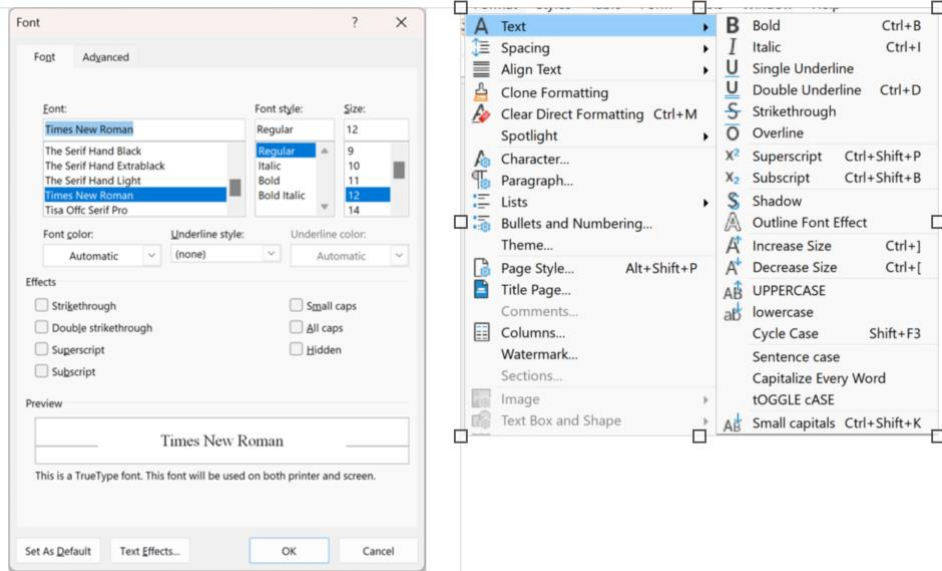 Font ?
Font Advanced
Font: Font style: Size:
Times New Roman Regular 12
The Serif Hand Black
The Serif Hand Extrablack
The Serif Hand Light
Times New Roman
Tisa Offc Serif Pro
Regular
Italic
Bold
Bold Italic
9
10
11
12
14
Font color: Underline style: Underline color:
Automatic (none) Automatic
Effects
Strikethrough
Double strikethrough
Superscript
Subscript
Small caps
All caps
Hidden
Preview
Times New Roman
This is a TrueType font. This font will be used on both printer and screen.
Set As Default Text Effects... OK Cancel
Text
Spacing
Align Text
Clone Formatting
Clear Direct Formatting Ctrl+M
Spotlight
Character...
Paragraph...
Lists
Bullets and Numbering...
Theme...
Page Style... Alt+Shift+P
Title Page...
Comments...
Columns...
Watermark...
Sections...
Image
Text Box and Shape
Bold Ctrl+B
Italic Ctrl+I
Single Underline
Double Underline Ctrl+D
Strikethrough
Overline
Superscript Ctrl+Shift+P
Subscript Ctrl+Shift+B
Shadow
Outline Font Effect
Increase Size Ctrl+]
Decrease Size Ctrl+[
UPPERCASE
lowercase
Cycle Case Shift+F3
Sentence case
Capitalize Every Word
tOGGLE cASE
Small capitals Ctrl+Shift+K